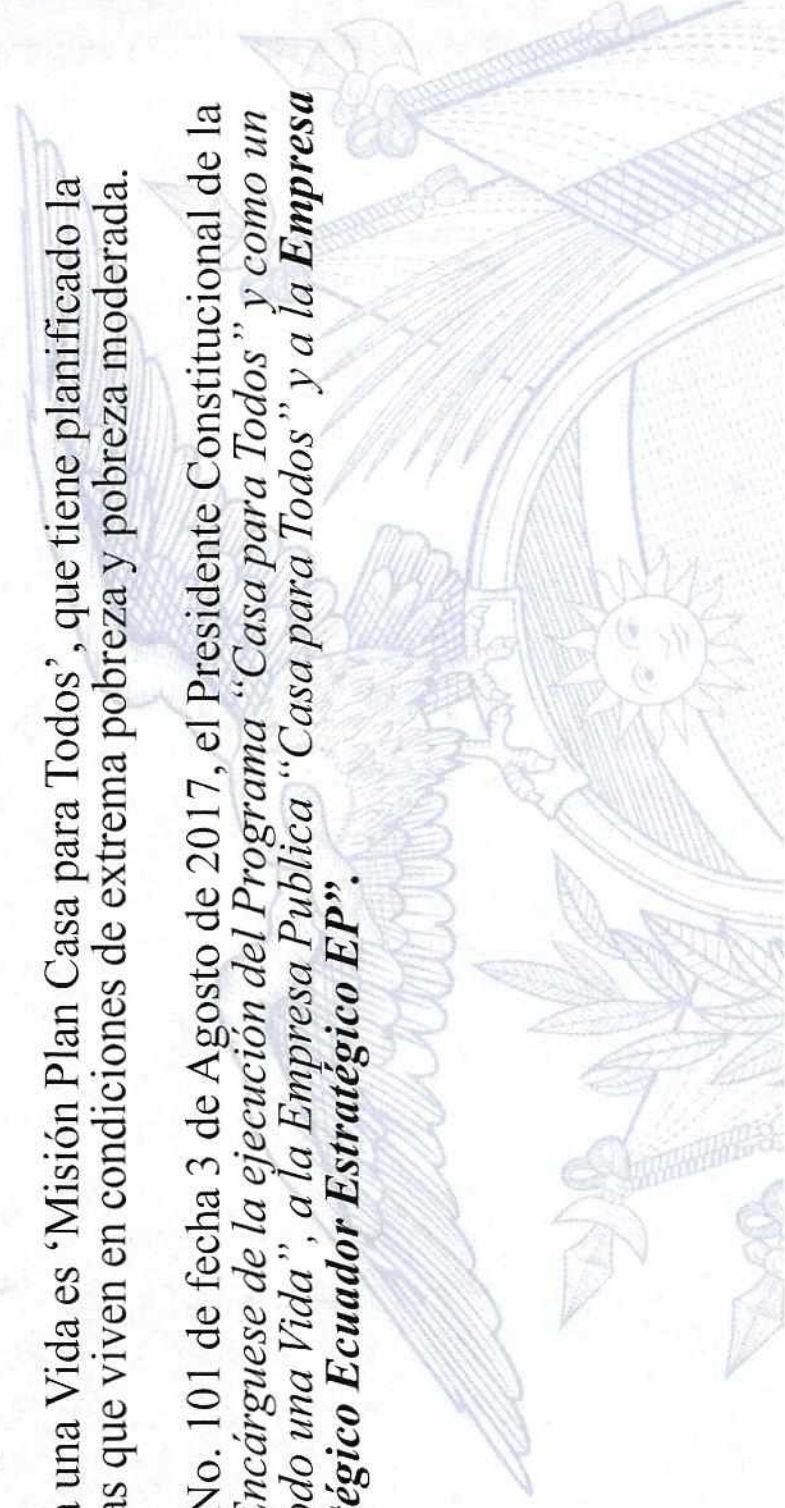 a una Vida es ‘Misión Plan Casa para Todos’, que tiene planificado la
as que viven en condiciones de extrema pobreza y pobreza moderada.
No. 101 de fecha 3 de Agosto de 2017, el Presidente Constitucional de la
Encárguese de la ejecución del Programa “Casa para Todos” y como un
odo una Vida”, a la Empresa Publica “Casa para Todos” y a la Empresa
égico Ecuador Estratégico EP”.